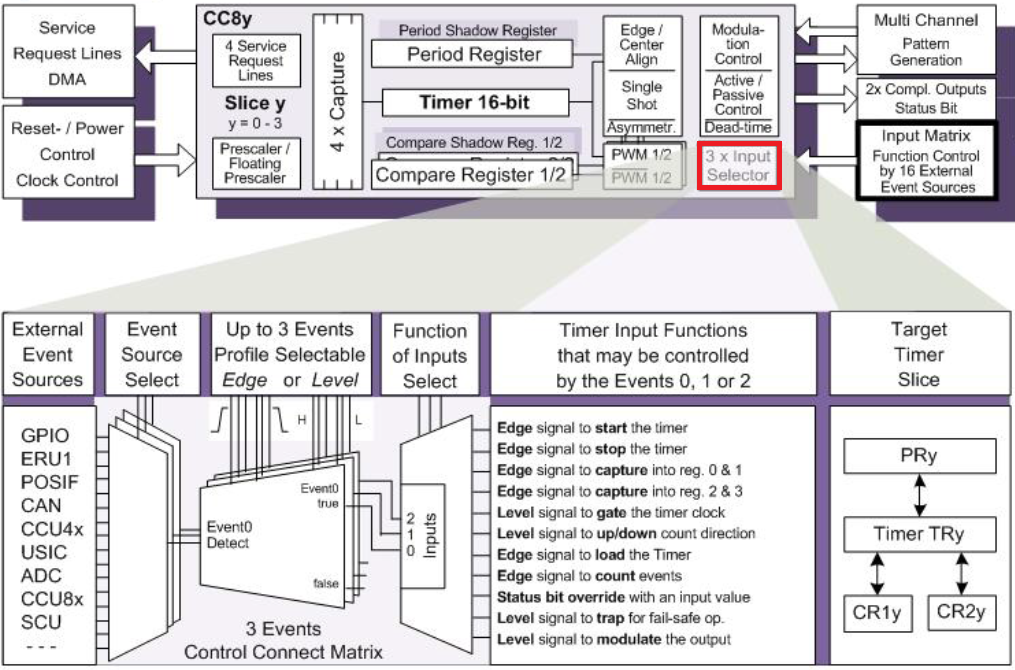 Service
Request Lines
DMA
Reset- / Power
Control
Clock Control
CC8y
4 Service
Request
Lines
Slice y
y = 0 - 3
Prescaler /
Floating
Prescaler
4 x Capture
Period Shadow Register
Period Register
Timer 16-bit
Compare Shadow Reg. 1/2
Compare Register 1/2
Edge /
Center
Align
Single
Shot
Asymmetr.
PWM 1/2
PWM 1/2
Modula-
tion
Control
Active /
Passive
Control
Dead-time
3 x Input
Selector
Multi Channel
Pattern
Generation
2x Compl. Outputs
Status Bit
Input Matrix
Function Control
by 16 External
Event Sources
External
Event
Sources
Event
Source
Select
Up to 3 Events
Profile Selectable
Edge or Level
Function
of Inputs
Select
Timer Input Functions
that may be controlled
by the Events 0, 1 or 2
Target
Timer
Slice
GPIO
ERU1
POSIF
CAN
CCU4x
USIC
ADC
CCU8x
SCU
- - -
H
L
Event0
Detect
Event0
true
false
2
1
0
Inputs
3 Events
Control Connect Matrix
Edge signal to start the timer
Edge signal to stop the timer
Edge signal to capture into reg. 0 & 1
Edge signal to capture into reg. 2 & 3
Level signal to gate the timer clock
Level signal to up/down count direction
Edge signal to load the Timer
Edge signal to count events
Status bit override with an input value
Level signal to trap for fail-safe op.
Level signal to modulate the output
PRy
Timer TRy
CR1y
CR2y